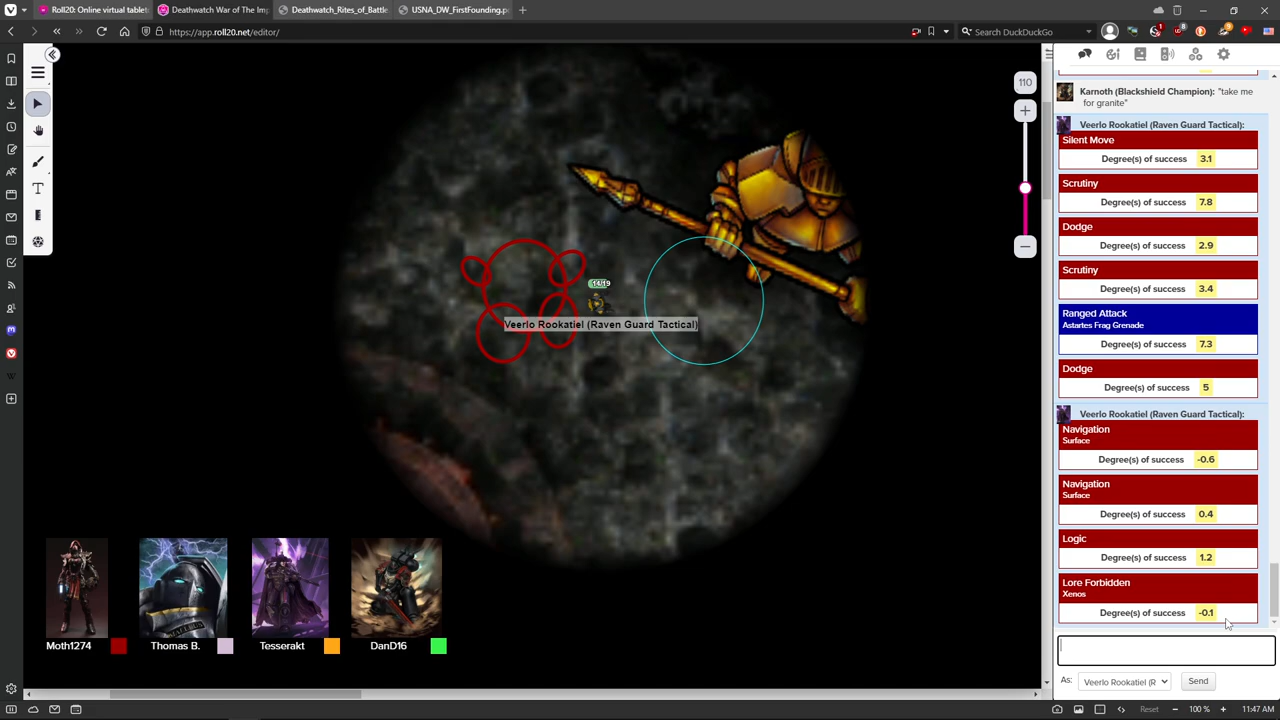 Roll20: Online virtual tablet
Deathwatch War of The Imp
Deathwatch_Rites_of_Battle
USNA_DW_FirstFounding.p
https://app.roll20.net/editor/
Search DuckDuckGo
110
Karnoth (Blackshield Champion): "take me
for granite"
Veerlo Rookatiel (Raven Guard Tactical):
Silent Move
Degree(s) of success 3.1
Scrutiny
Degree(s) of success 7.8
Dodge
Degree(s) of success 2.9
Scrutiny
Degree(s) of success 3.4
Ranged Attack
Astartes Frag Grenade
Degree(s) of success 7.3
Dodge
Degree(s) of success 5
Veerlo Rookatiel (Raven Guard Tactical):
Navigation
Surface
Degree(s) of success -0.6
Navigation
Surface
Degree(s) of success 0.4
Logic
Degree(s) of success 1.2
Lore Forbidden
Xenos
Degree(s) of success -0.1
14/19
Veerlo Rookatiel (Raven Guard Tactical)
Moth1274
Thomas B.
Tesserakt
DanD16
As: Veerlo Rookatiel (R
Send
Reset
100 %
11:47 AM